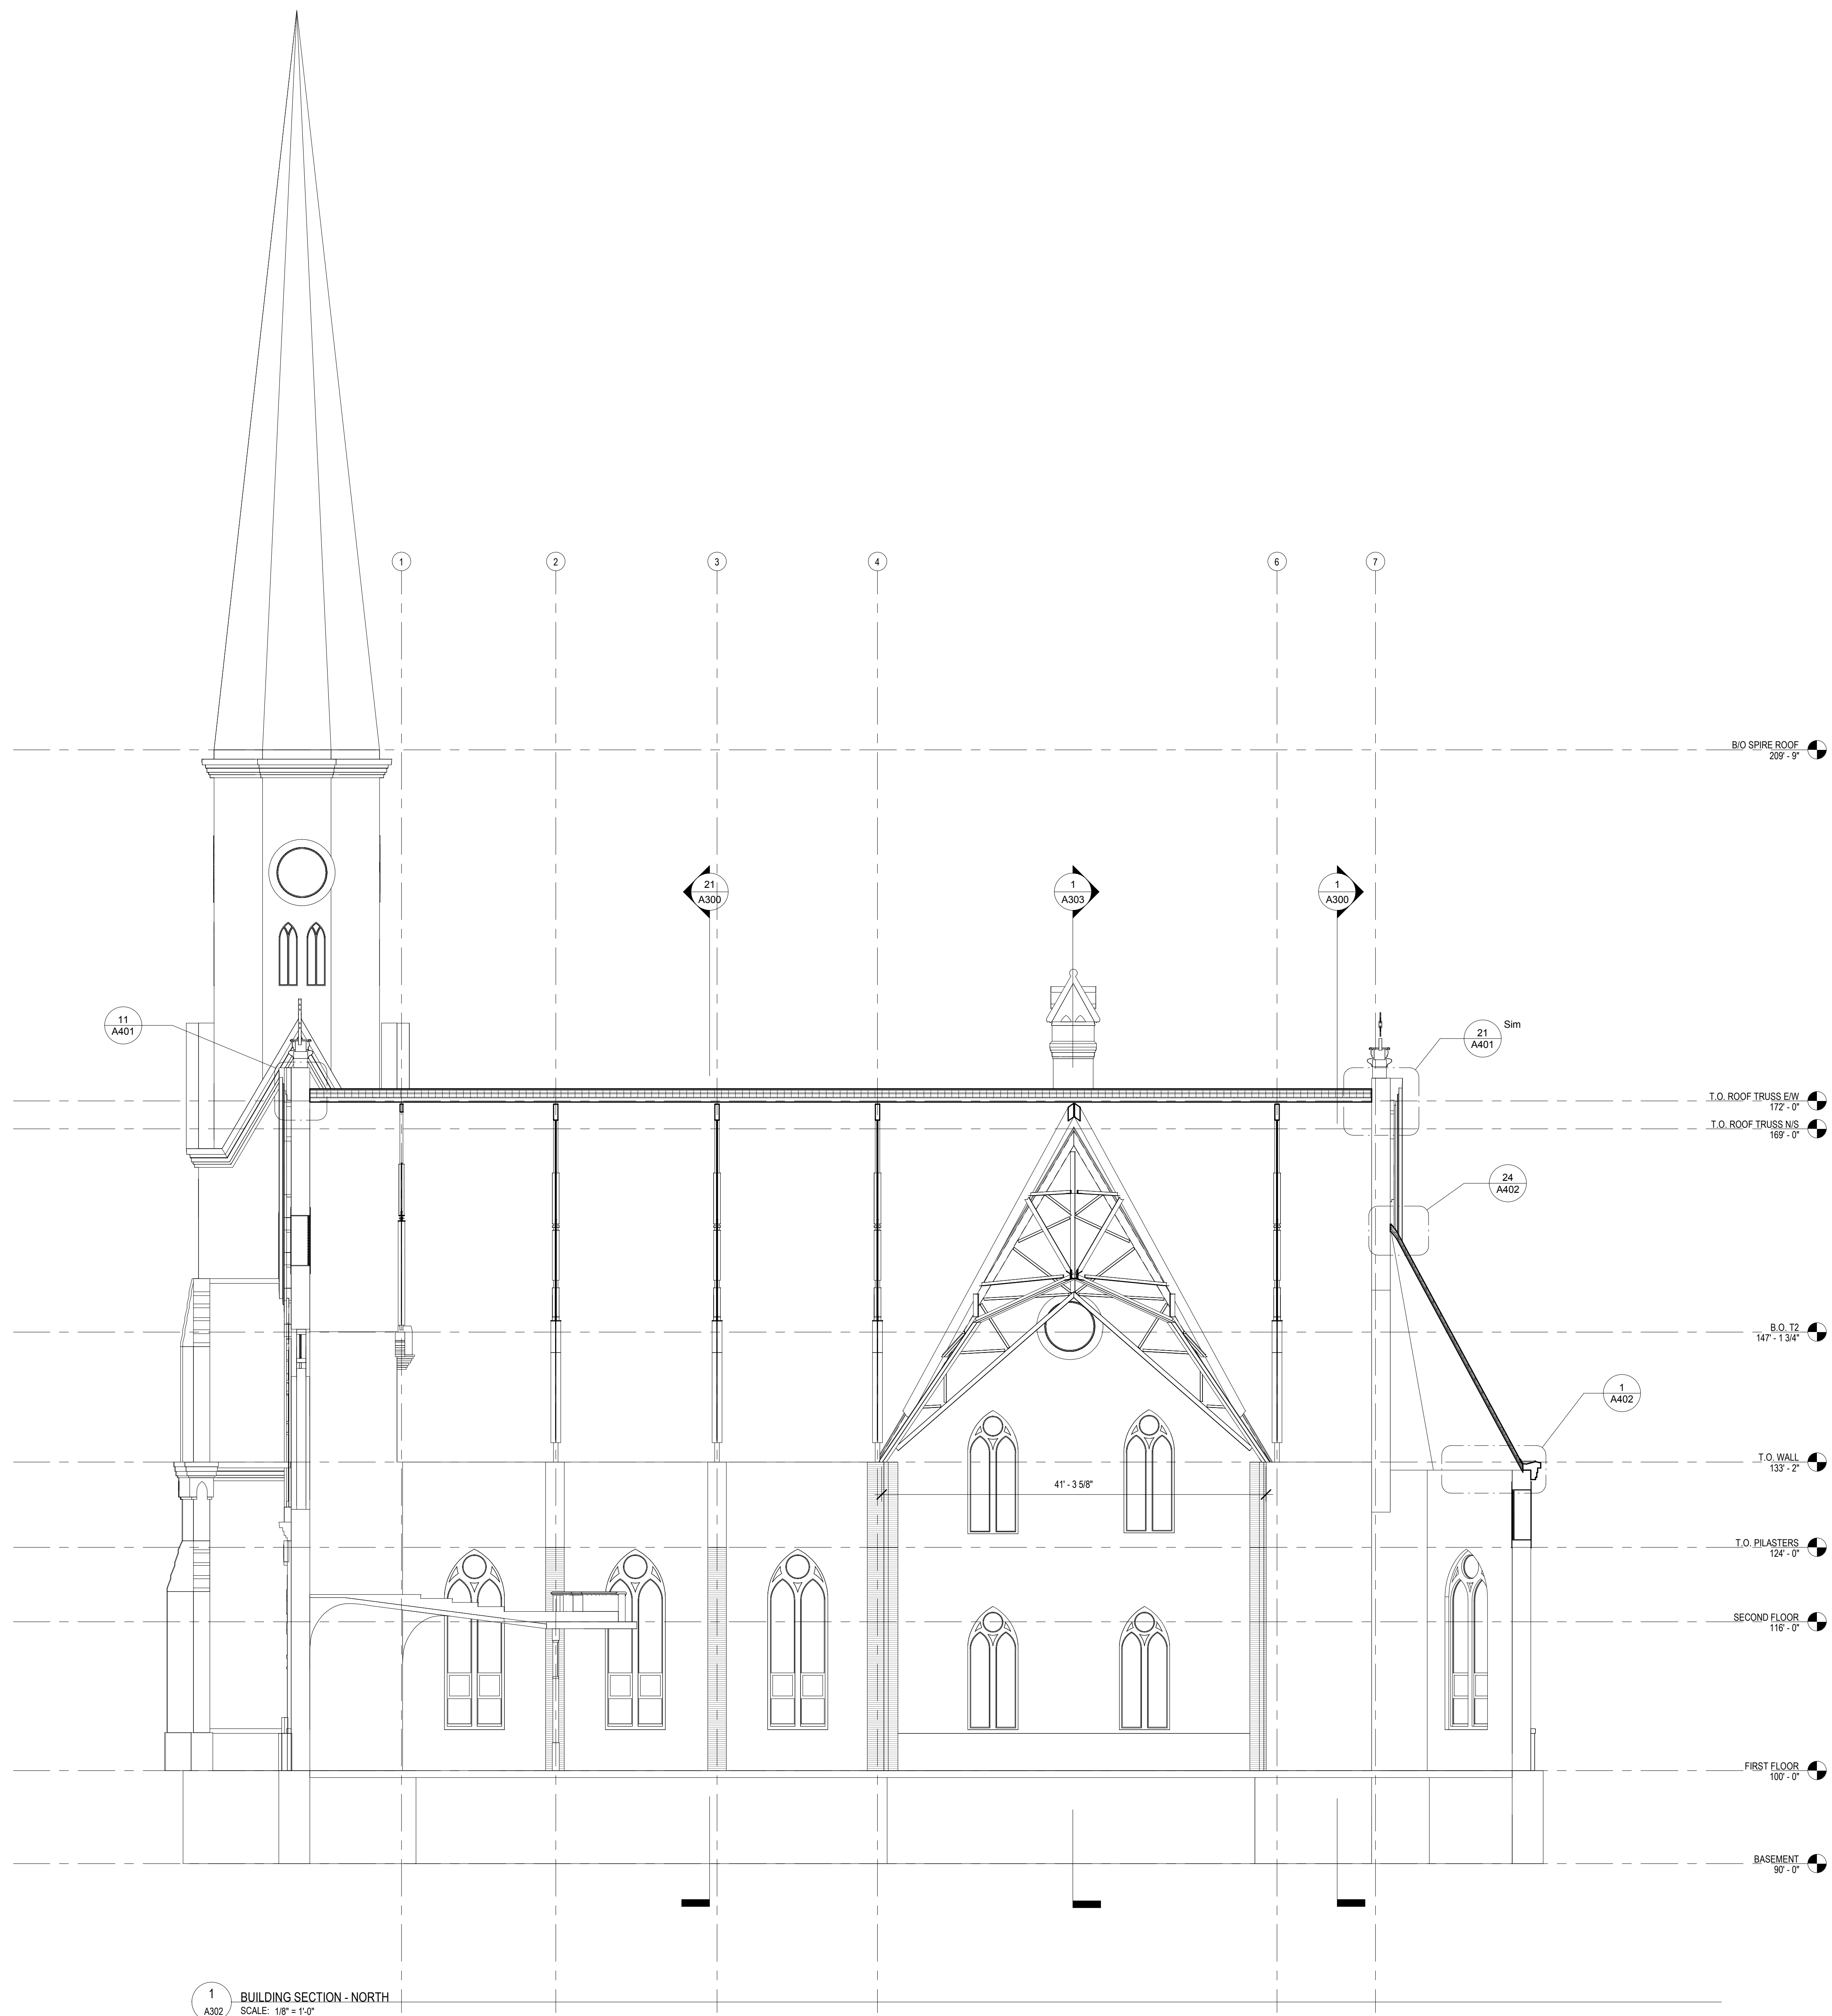 1
2
3
4
6
7
B/O SPIRE ROOF
209' - 9"
21
A300
1
A303
1
A300
11
A401
21
A401
Sim
T.O. ROOF TRUSS E/W
172' - 0"
T.O. ROOF TRUSS N/S
169' - 0"
24
A402
B.O. T2
147' - 1 3/4"
1
A402
T.O. WALL
133' - 2"
41' - 3 5/8"
T.O. PILASTERS
124' - 0"
SECOND FLOOR
116' - 0"
FIRST FLOOR
100' - 0"
BASEMENT
90' - 0"
1
A302
BUILDING SECTION - NORTH
SCALE: 1/8" = 1'-0"